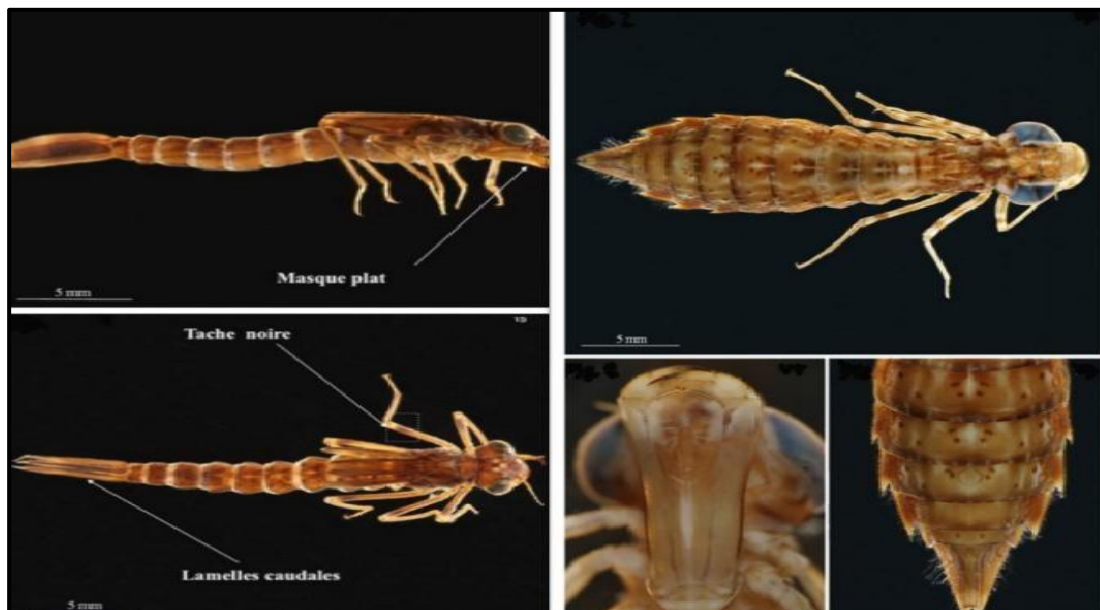 Masque plat
5 mm
Tache noire
Lamelles caudales
5 mm
5 mm